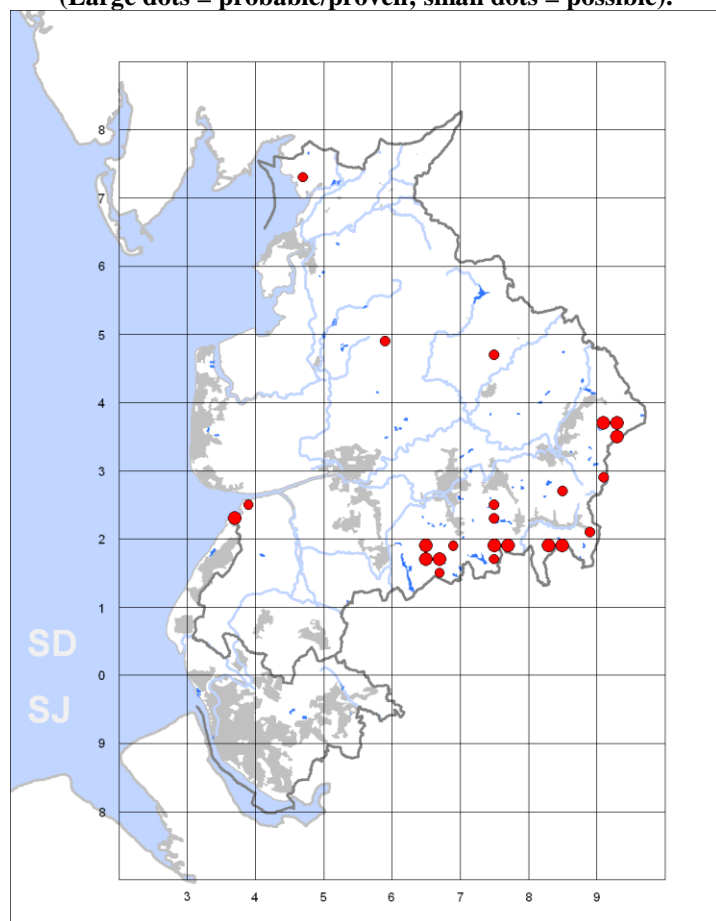 (Large dots = probable/proven; small dots = possible).
8
7
6
5
4
3
2
1
SD
0
SJ
9
8
3 4 5 6 7 8 9